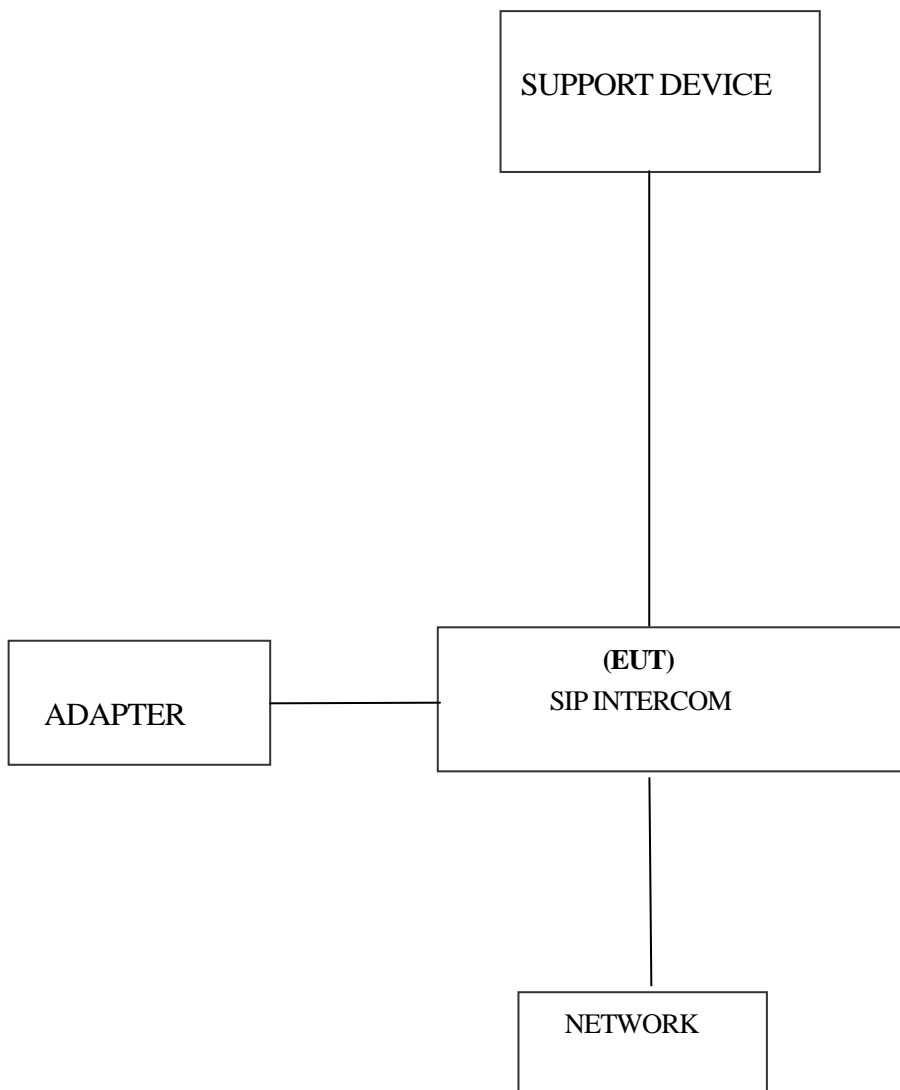 SUPPORT DEVICE
(EUT)
SIP INTERCOM
ADAPTER
NETWORK